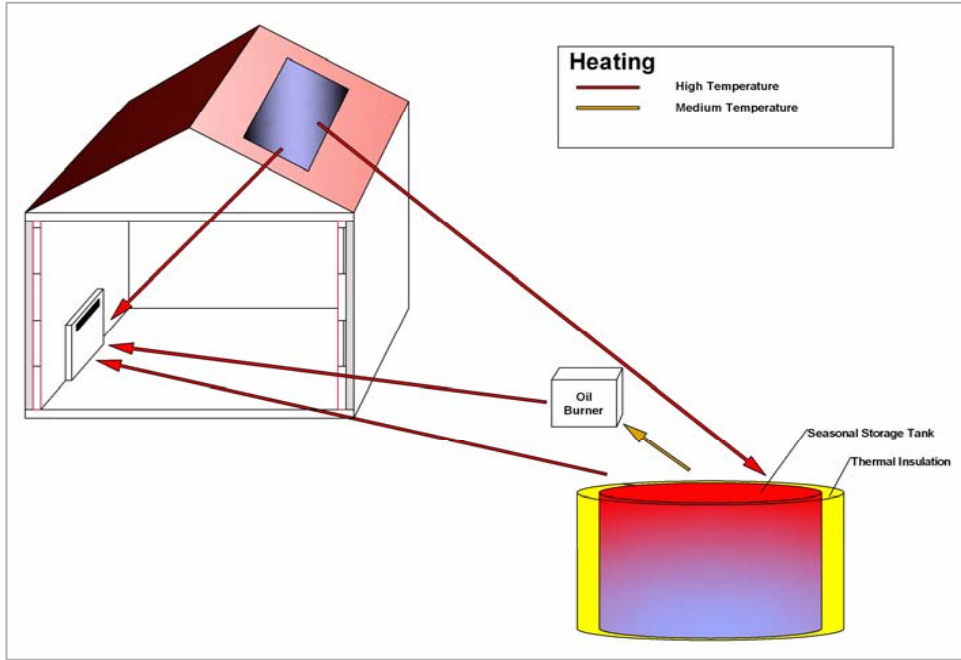 Heating
High Temperature
Medium Temperature
Oil
Burner
Seasonal Storage Tank
Thermal Insulation